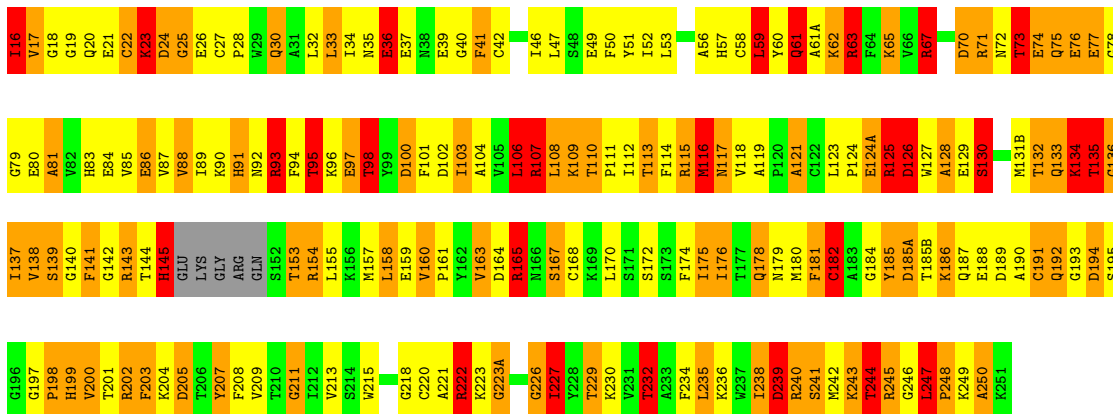 I16 V17 G18 G19 Q20 E21 C22 K23 D24 G25 E26 C27 P28 W29 Q30 A31 L32 L33 I34 N35 E36 E37 N38 E39 G40 F41 C42 I46 L47 S48 E49 F50 Y51 I52 L53 A56 H57 C58 L59 Y60 Q61 A61A K62 R63 F64 K65 V66 R67 D70 R71 N72 T73 E74 Q75 E76 E77
G79 E80 A81 V82 H83 E84 V85 E86 V87 V88 I89 K90 H91 N92 R93 F94 T95 K96 E97 T98 Y99 D100 F101 D102 I103 A104 V105 L106 R107 L108 K109 T110 P111 I112 T113 F114 R115 M116 N117 V118 A119 P120 A121 C122 L123 P124 E124A R125 D126 W127 A128 E129 S130 M131B T132 Q133 K134 T135 G136
I137 V138 S139 G140 F141 G142 R143 T144 H145 GLU LYS GLY ARG GLN S152 T153 R154 L155 K156 M157 L158 E159 V160 P161 Y162 V163 D164 R165 N166 S167 C168 K169 L170 S171 S172 S173 F174 I175 I176 T177 Q178 N179 M180 F181 C182 A183 G184 Y185 D185A T185B K186 Q187 E188 D189 A190 C191 Q192 G193 D194 S195
G196 G197 P198 H199 V200 T201 R202 F203 K204 D205 T206 Y207 F208 V209 T210 G211 I212 V213 S214 W215 G218 C220 A221 R222 K223 G223A G226 I227 Y228 T229 K230 V231 T232 A233 F234 L235 K236 W237 I238 D239 R240 S241 M242 K243 T244 R245 G246 L247 P248 K249 A250 K251